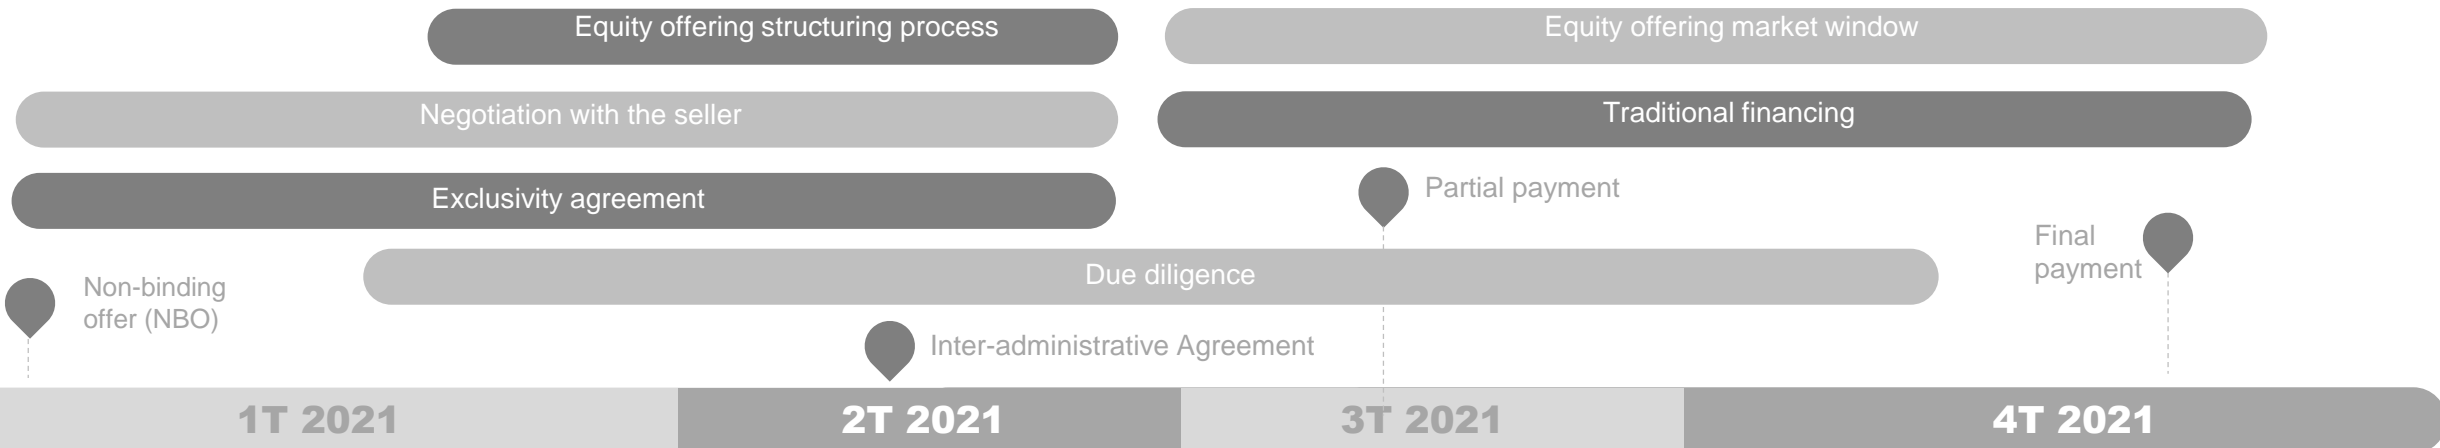 Equity offering structuring process
Equity offering market window
Negotiation with the seller
Traditional financing
Exclusivity agreement
Partial payment
Final
payment
Due diligence
Non-binding
offer (NBO)
Inter-administrative Agreement
1T 2021
2T 2021
3T 2021
4T 2021